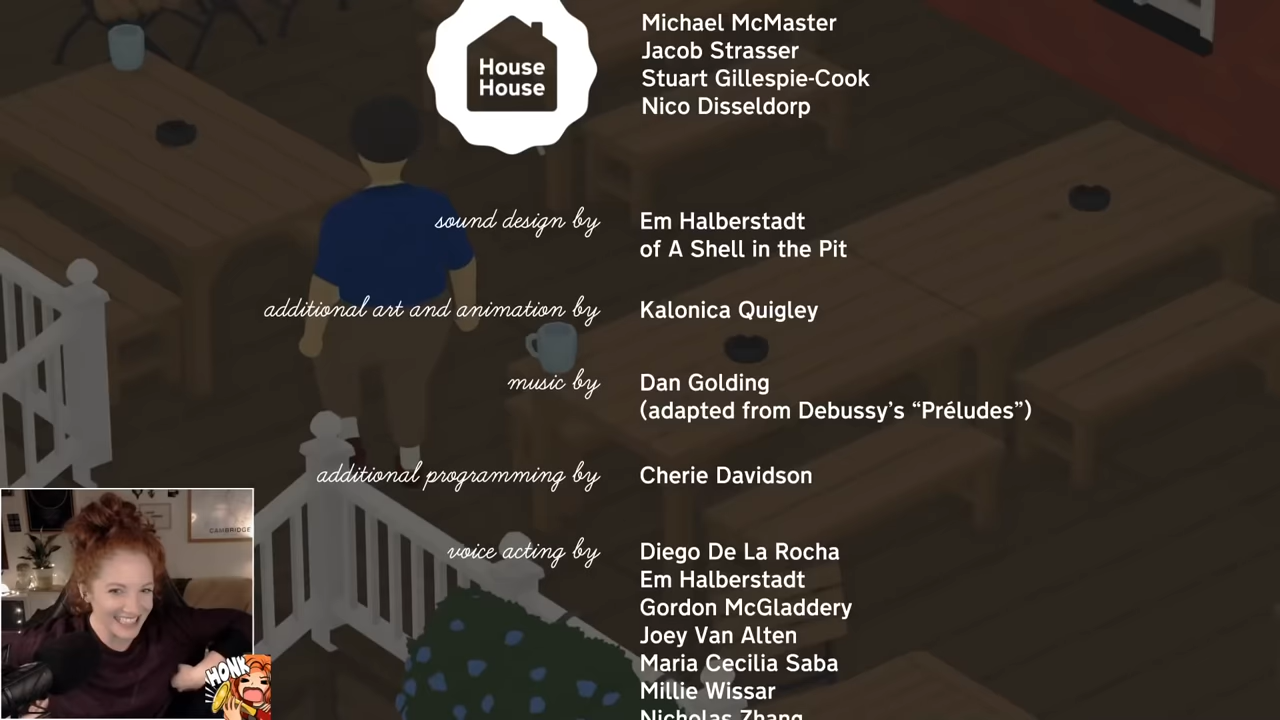 House
House
Michael McMaster
Jacob Strasser
Stuart Gillespie-Cook
Nico Disseldorp
sound design by
Em Halberstadt
of A Shell in the Pit
additional art and animation by
Kalonica Quigley
music by
Dan Golding
(adapted from Debussy's “Préludes”)
additional programming by
Cherie Davidson
voice acting by
Diego De La Rocha
Em Halberstadt
Gordon McGladdery
Joey Van Alten
Maria Cecilia Saba
Millie Wissar
Nicholas Zhang
CAMBRIDGE
HONK